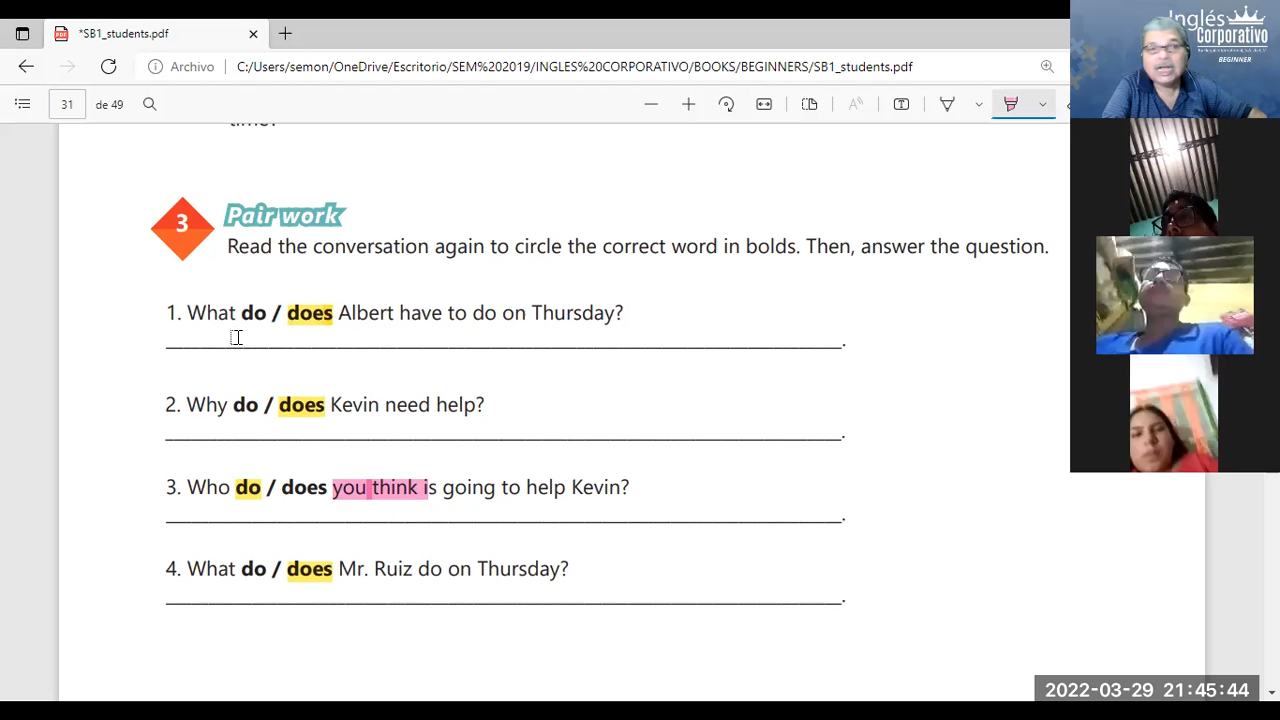 *SB1_students.pdf
Archivo C:/Users/semon/OneDrive/Escritorio/SEM%2019/INGLES%20CORPORATIVO/BOOKS/BEGINNERS/SB1_students.pdf
31 de 49
time?
3 Pair work
Read the conversation again to circle the correct word in bolds. Then, answer the question.
1. What do / does Albert have to do on Thursday?
2. Why do / does Kevin need help?
3. Who do / does you think is going to help Kevin?
4. What do / does Mr. Ruiz do on Thursday?
Inglés
Corporativo
BEGINNER
2022-03-29 21:45:44